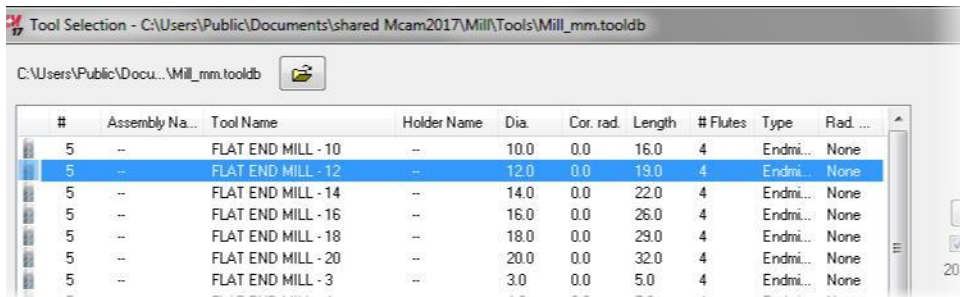 17 Tool Selection - C:\Users\Public\Documents\shared Mcam2017\Mill\Tools\Mill_mm.tooldb
C:\Users\Public\Docu...\Mill_mm.tooldb
# Assembly Na... Tool Name Holder Name Dia. Cor. rad. Length # Flutes Type Rad. ...
5 -- FLAT END MILL - 10 -- 10.0 0.0 16.0 4 Endmi... None
5 -- FLAT END MILL - 12 -- 12.0 0.0 19.0 4 Endmi... None
5 -- FLAT END MILL - 14 -- 14.0 0.0 22.0 4 Endmi... None
5 -- FLAT END MILL - 16 -- 16.0 0.0 26.0 4 Endmi... None
5 -- FLAT END MILL - 18 -- 18.0 0.0 29.0 4 Endmi... None
5 -- FLAT END MILL - 20 -- 20.0 0.0 32.0 4 Endmi... None
5 -- FLAT END MILL - 3 -- 3.0 0.0 5.0 4 Endmi... None
20